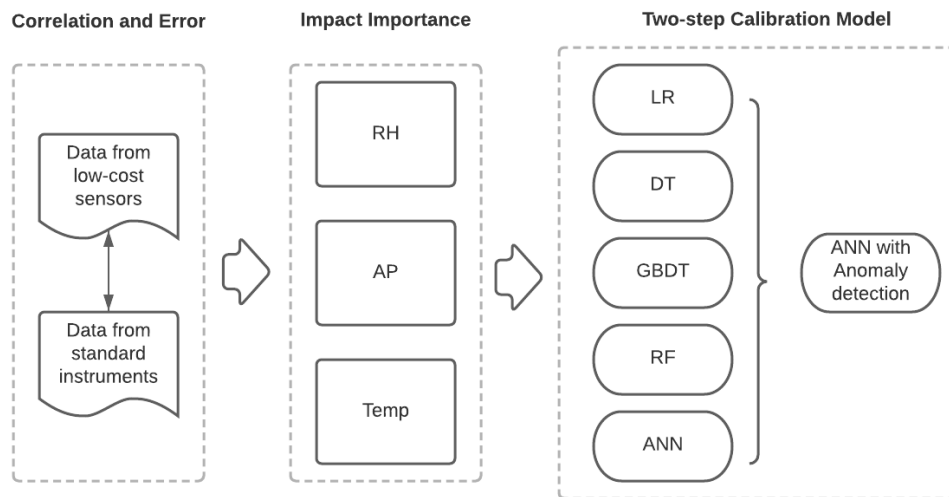 Correlation and Error
Impact Importance
Two-step Calibration Model
Data from
low-cost
sensors
Data from
standard
instruments
RH
AP
Temp
LR
DT
GBDT
RF
ANN
ANN with
Anomaly
detection